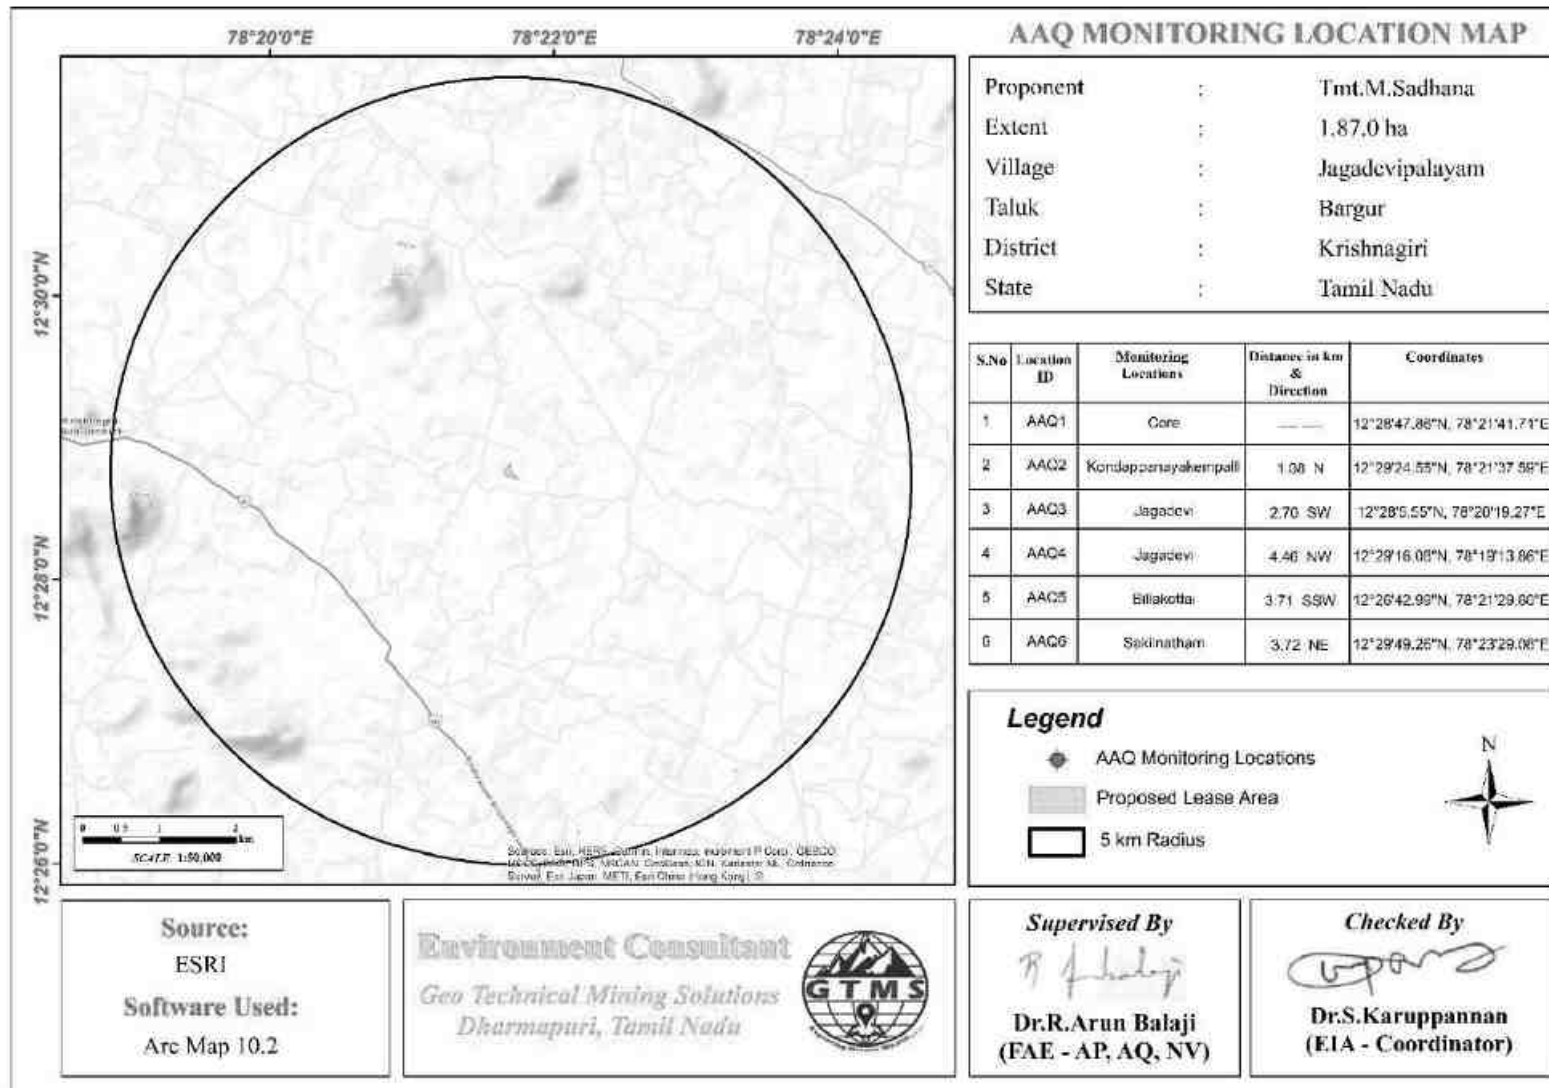 AAQ MONITORING LOCATION MAP
78°20'0"E 78°22'0"E 78°24'0"E
12°30'0"N
12°28'0"N
12°26'0"N
0 0.5 1 2
km
SCALE 1:50,000
Proponent : Tmt.M.Sadhana
Extent : 1.87.0 ha
Village : Jagadevipalayam
Taluk : Bargur
District : Krishnagiri
State : Tamil Nadu
S.No Location ID Monitoring Locations Distance in km & Direction Coordinates
1 AAQ1 Core 12°28'47.86"N, 78°21'41.71"E
2 AAQ2 Kondappanayakempalli N 12°29'24.55"N, 78°21'37.59"E
3 AAQ3 Jagadevi 2.70 SW 12°28'5.55"N, 78°20'19.27"E
4 AAQ4 Jagadevi 4.46 NW 12°29'16.08"N, 78°19'13.86"E
5 AAQ5 Billakottai 3.71 SSW 12°26'42.99"N, 78°21'29.60"E
6 AAQ6 3.72 NE 12°29'49.26"N, 78°23'29.08"E
Legend
AAQ Monitoring Locations
Proposed Lease Area
5 km Radius
N
Source:
ESRI
Software Used:
Arc Map 10.2
Environment Consultant
Geo Technical Mining Solutions
Dharmapuri, Tamil Nadu
GTMS
Supervised By
Dr.R.Arun Balaji
(FAE - AP, AQ, NV)
Checked By
Dr.S.Karuppannan
(EIA - Coordinator)